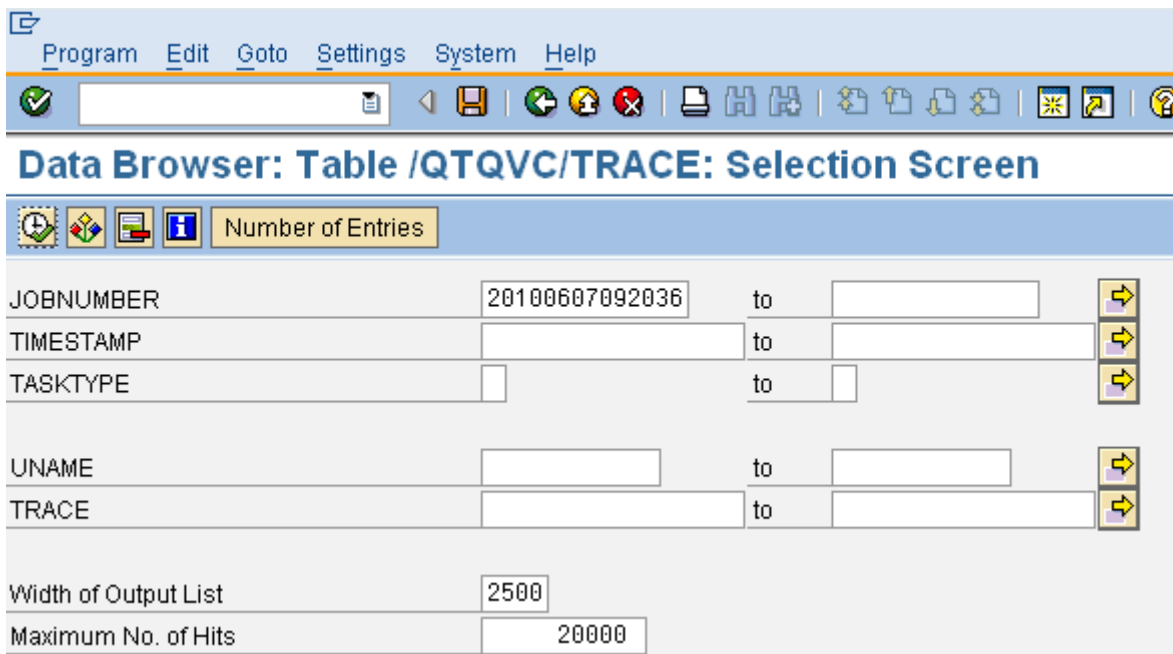 Program Edit Goto Settings System Help
Data Browser: Table /QTQVC/TRACE: Selection Screen
Number of Entries
JOBNUMBER 20100607092036 to
TIMESTAMP to
TASKTYPE to
UNAME to
TRACE to
Width of Output List 2500
Maximum No. of Hits 20000